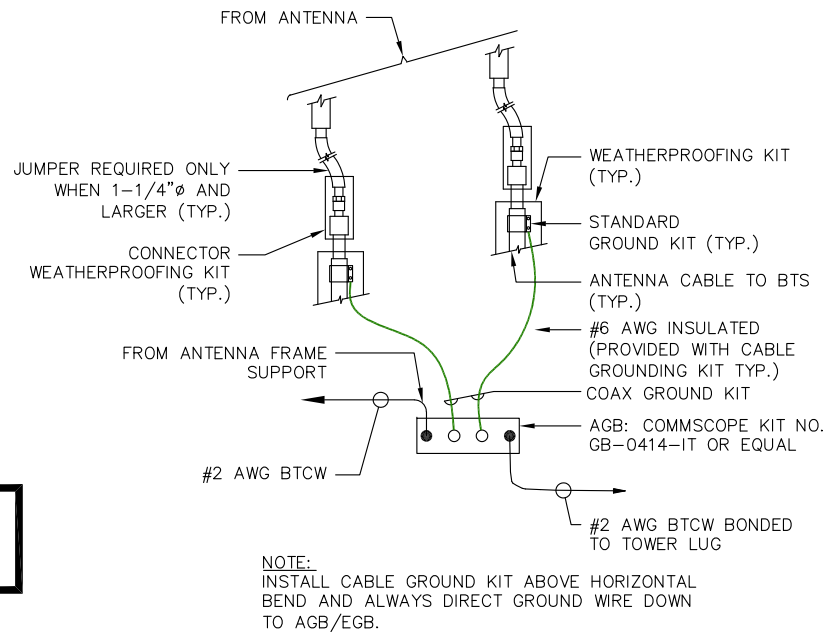 FROM ANTENNA
JUMPER REQUIRED ONLY
WHEN 1-1/4"ø AND
LARGER (TYP.)
CONNECTOR
WEATHERPROOFING KIT
(TYP.)
WEATHERPROOFING KIT
(TYP.)
STANDARD
GROUND KIT (TYP.)
ANTENNA CABLE TO BTS
(TYP.)
#6 AWG INSULATED
(PROVIDED WITH CABLE
GROUNDING KIT TYP.)
FROM ANTENNA FRAME
SUPPORT
COAX GROUND KIT
AGB: COMMSCOPE KIT NO.
GB-0414-IT OR EQUAL
#2 AWG BTCW
#2 AWG BTCW BONDED
TO TOWER LUG
NOTE:
INSTALL CABLE GROUND KIT ABOVE HORIZONTAL
BEND AND ALWAYS DIRECT GROUND WIRE DOWN
TO AGB/EGB.